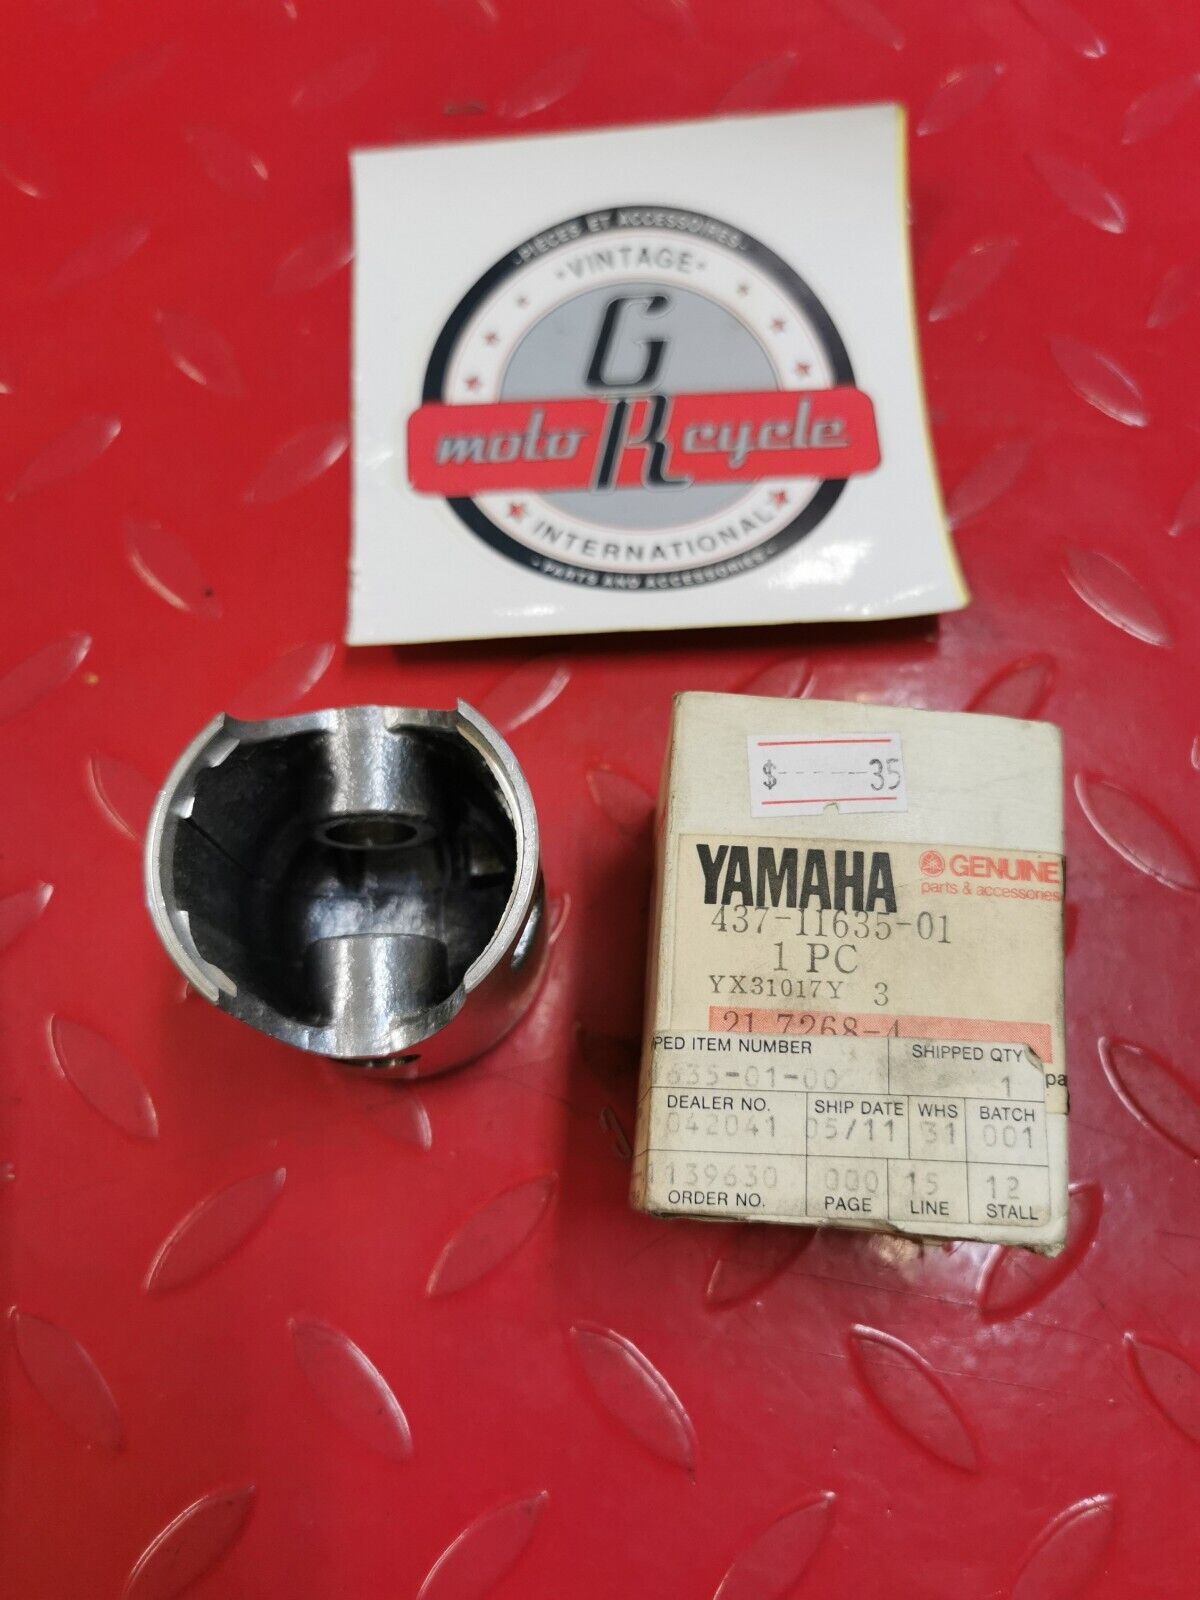 -PIÈCES ET ACCESSOIRES-
•VINTAGE•
G
moto R cycle
INTERNATIONAL
-PARTS AND ACCESSORIES-
$------35
YAMAHA GENUINE
parts & accessories
437-11635-01
1 PC
YX31017Y 3
21 7268-4
PED ITEM NUMBER SHIPPED QTY
635-01-00 1 pa
DEALER NO. SHIP DATE WHS BATCH
042041 05/11 31 001
1139630 000 15 12
ORDER NO. PAGE LINE STALL